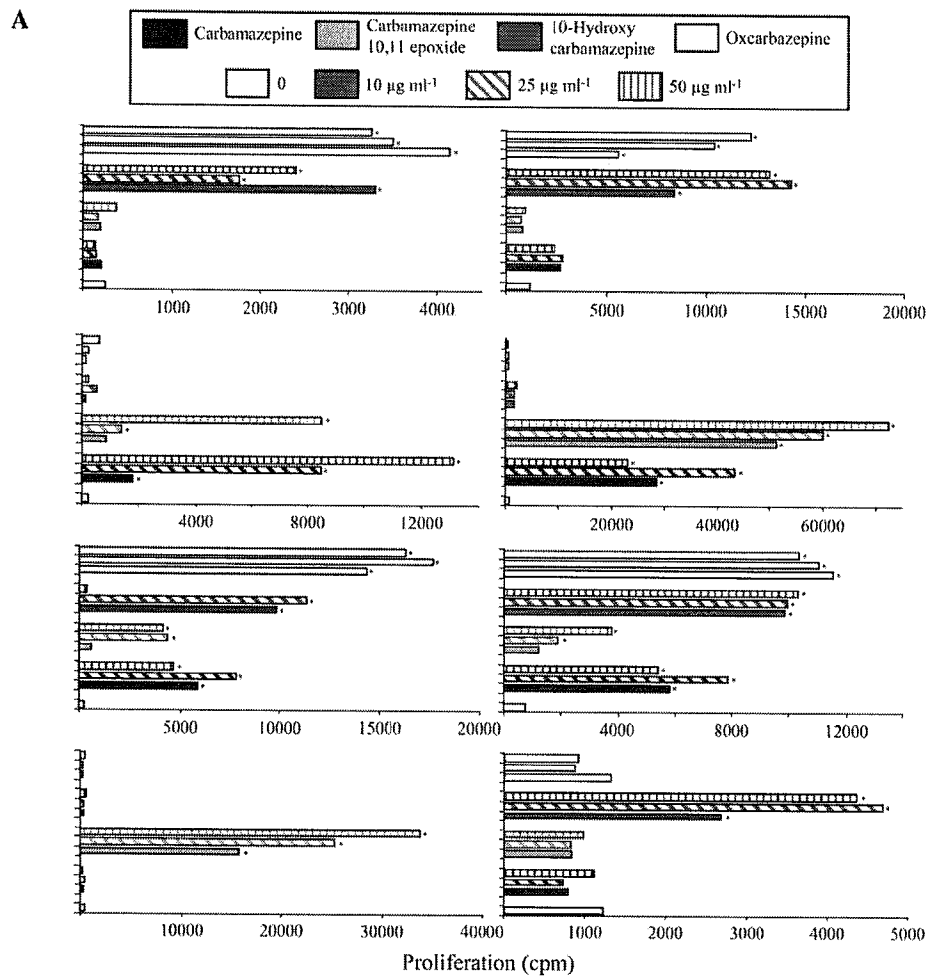 A
Carbamazepine
Carbamazepine
10,11 epoxide
10-Hydroxy
carbamazepine
Oxcarbazepine
0
10 μg ml⁻¹
25 μg ml⁻¹
50 μg ml⁻¹
1000 2000 3000 4000
5000 10000 15000 20000
4000 8000 12000
20000 40000 60000
5000 10000 15000 20000
0 4000 8000 12000
10000 20000 30000 40000
0 1000 2000 3000 4000 5000
Proliferation (cpm)